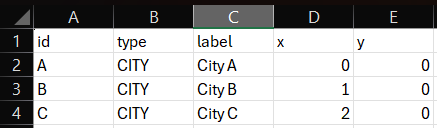 A B C D E
1 id type label x y
2 A CITY City A 0 0
3 B CITY City B 1 0
4 C CITY City C 2 0